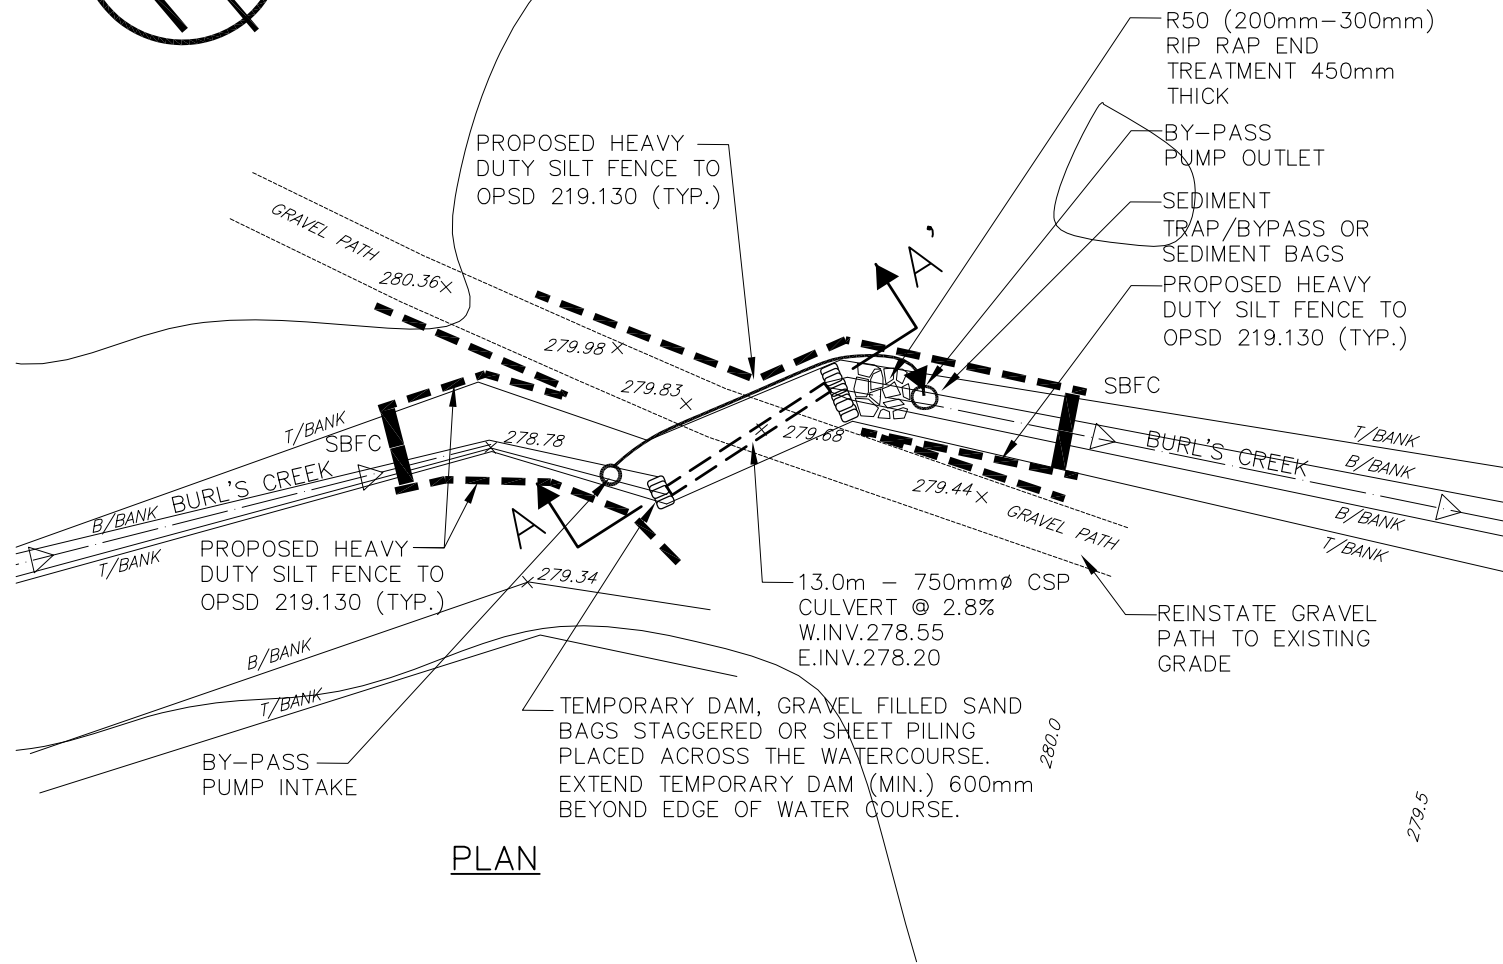 R50 (200mm–300mm)
RIP RAP END
TREATMENT 450mm
THICK
PROPOSED HEAVY
DUTY SILT FENCE TO
OPSD 219.130 (TYP.)
BY–PASS
PUMP OUTLET
SEDIMENT
TRAP/BYPASS OR
SEDIMENT BAGS
PROPOSED HEAVY
DUTY SILT FENCE TO
OPSD 219.130 (TYP.)
GRAVEL PATH
280.36
A'
279.98
279.83
SBFC
T/BANK
SBFC
278.78
279.68
T/BANK
BURL'S CREEK
B/BANK
BURL'S CREEK
279.44
B/BANK
GRAVEL PATH
B/BANK
T/BANK
T/BANK
A
PROPOSED HEAVY
DUTY SILT FENCE TO
OPSD 219.130 (TYP.)
279.34
13.0m – 750mmØ CSP
CULVERT @ 2.8%
W.INV.278.55
E.INV.278.20
REINSTATE GRAVEL
PATH TO EXISTING
GRADE
B/BANK
T/BANK
TEMPORARY DAM, GRAVEL FILLED SAND
BAGS STAGGERED OR SHEET PILING
PLACED ACROSS THE WATERCOURSE.
EXTEND TEMPORARY DAM (MIN.) 600mm
BEYOND EDGE OF WATER COURSE.
280.0
BY–PASS
PUMP INTAKE
279.5
PLAN